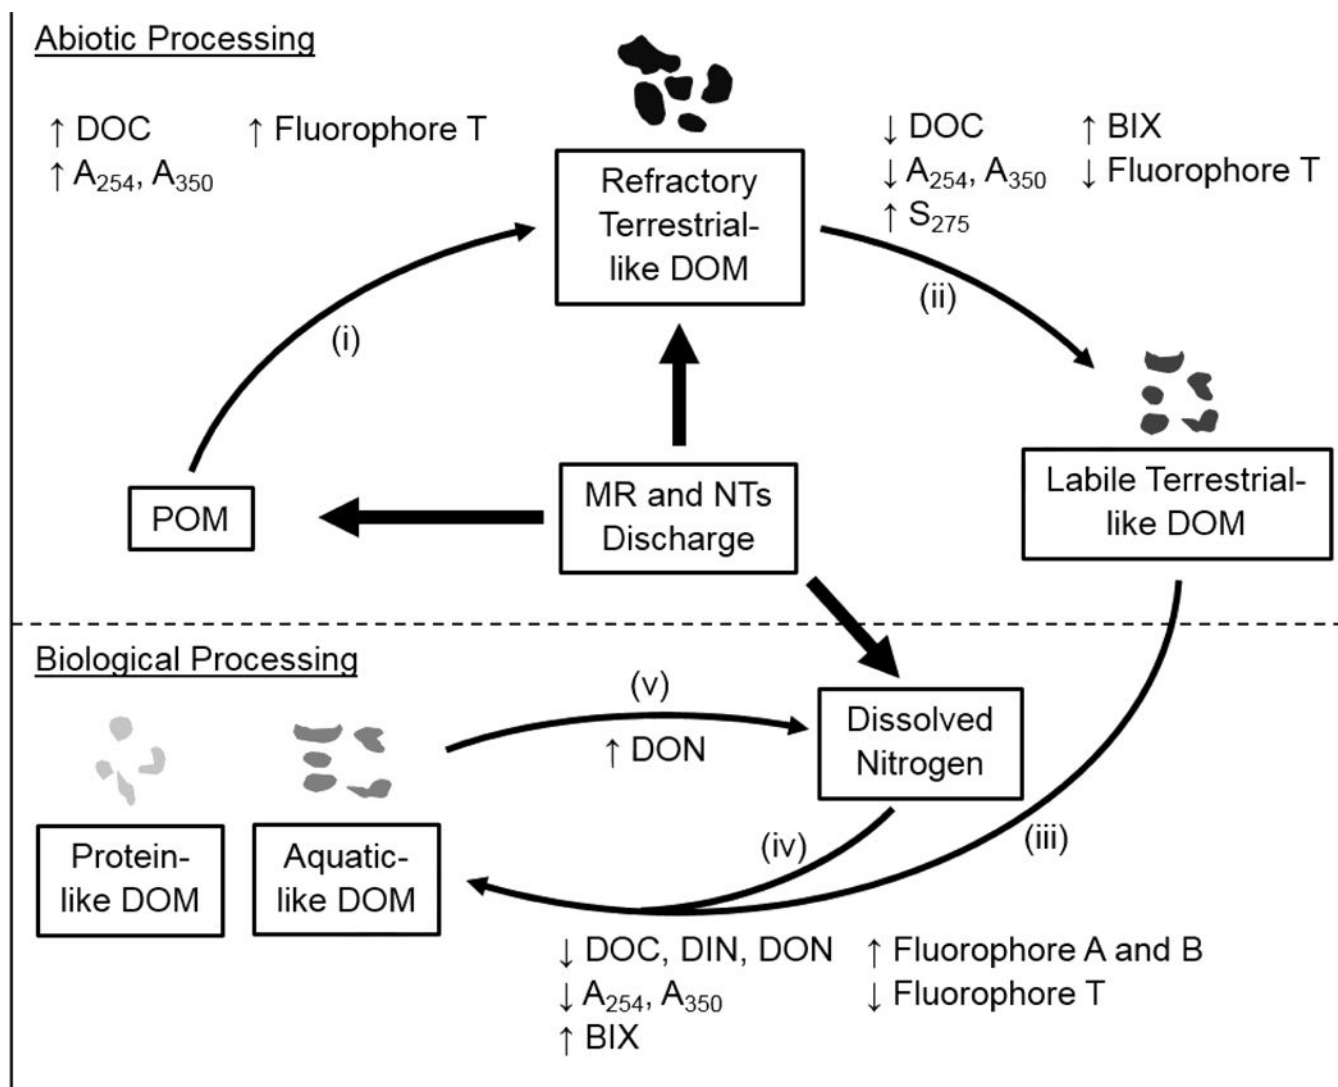 Abiotic Processing
↑ DOC
↑ Fluorophore T
↑ A₂₅₄, A₃₅₀
Refractory
Terrestrial-
like DOM
↓ DOC
↑ BIX
↓ A₂₅₄, A₃₅₀
↓ Fluorophore T
↑ S₂₇₅
(i)
(ii)
POM
MR and NTs
Discharge
Labile Terrestrial-
like DOM
Biological Processing
(v)
↑ DON
Dissolved
Nitrogen
Protein-
like DOM
Aquatic-
like DOM
(iv)
(iii)
↓ DOC, DIN, DON
↑ Fluorophore A and B
↓ A₂₅₄, A₃₅₀
↓ Fluorophore T
↑ BIX